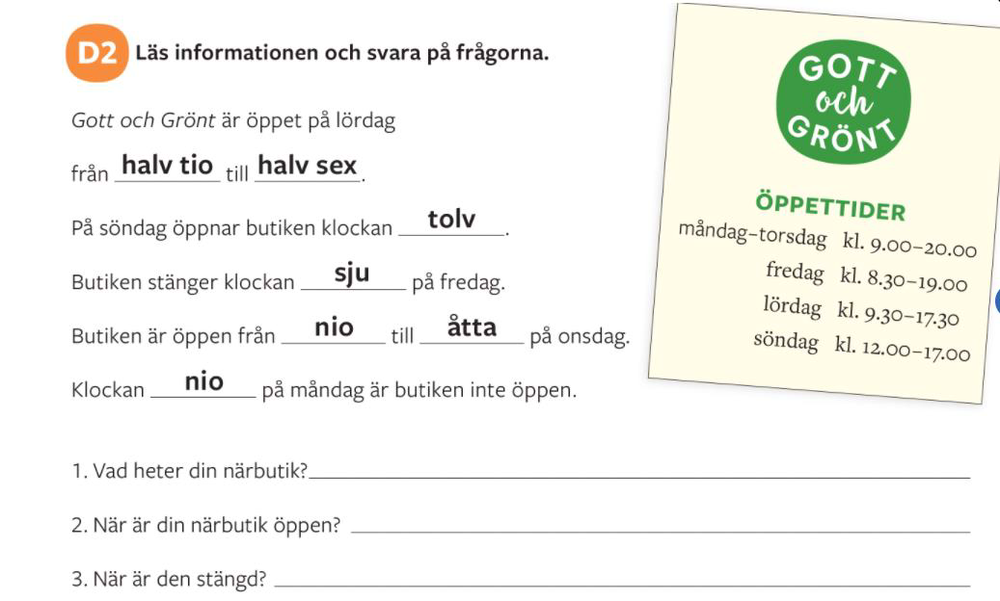 D2 Läs informationen och svara på frågorna.
Gott och Grönt är öppet på lördag
från halv tio till halv sex.
På söndag öppnar butiken klockan tolv.
Butiken stänger klockan sju på fredag.
Butiken är öppen från nio till åtta på onsdag.
Klockan nio på måndag är butiken inte öppen.
1. Vad heter din närbutik?
2. När är din närbutik öppen?
3. När är den stängd?
GOTT
och
GRÖNT
ÖPPETTIDER
måndag–torsdag kl. 9.00–20.00
fredag kl. 8.30–19.00
lördag kl. 9.30–17.30
söndag kl. 12.00–17.00